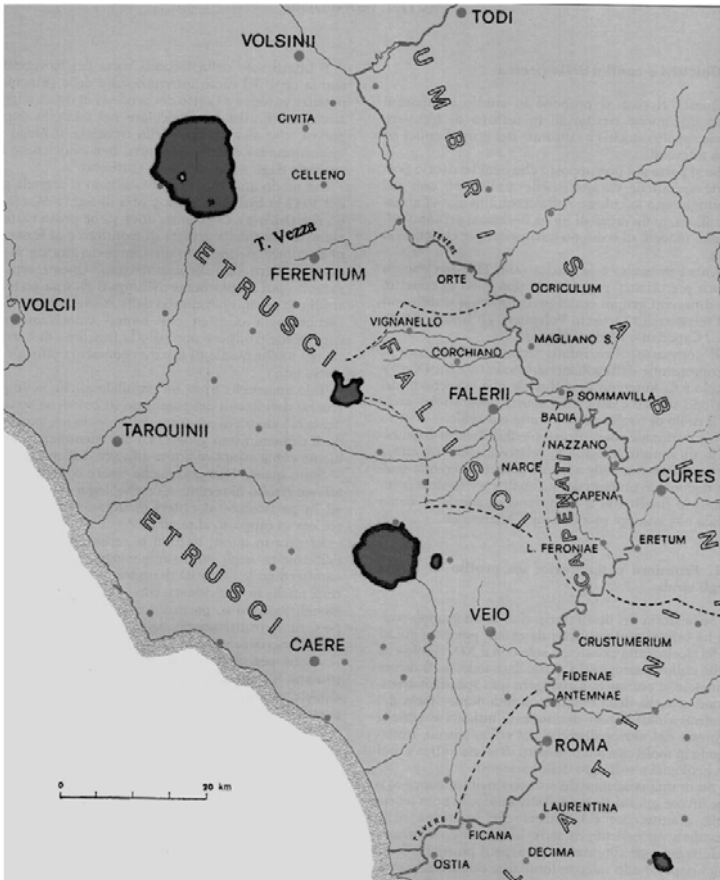 TODI
VOLSINII
UMBRI
CIVITA
CELLENO
T. Vezza
TEVERE
FERENTIUM
ORTE
ETRUSCI
SABINI
OCRICULUM
VOLCII
VIGNANELLO
FALISCI
MAGLIANO S.
CORCHIANO
P. SOMMAVILLA
FALERII
BADIA
TARQUINII
NAZZANO
NARCE
CURES
CAPENATI
CAPENA
ETRUSCI
L. FERONIAE
ERETUM
VEIO
CRUSTUMERIUM
CAERE
FIDENAE
ANTEMNAE
ROMA
LATINI
0 20 km
LAURENTINA
TEVERE
FICANA
OSTIA
DECIMA